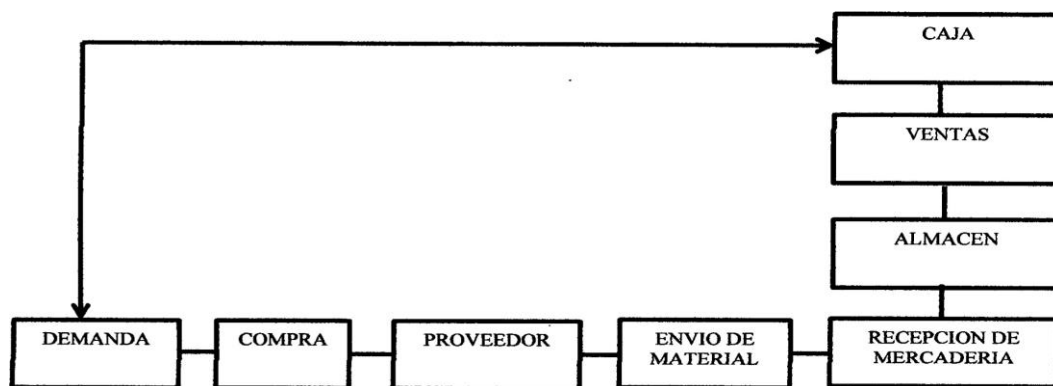 CAJA
VENTAS
ALMACEN
DEMANDA
COMPRA
PROVEEDOR
ENVIO DE
MATERIAL
RECEPCION DE
MERCADERIA